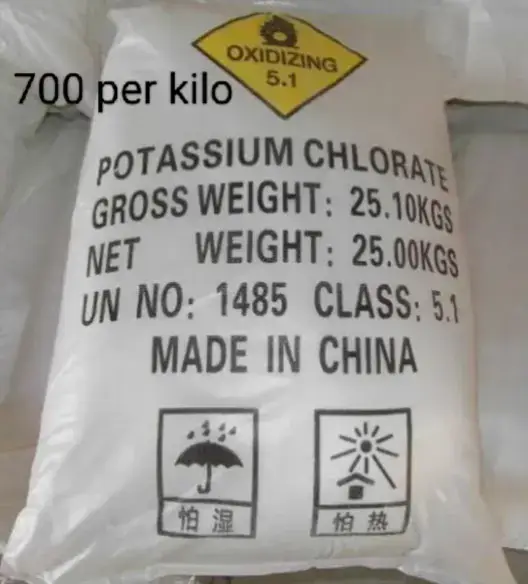 OXIDIZING
5.1
700 per kilo
POTASSIUM CHLORATE
GROSS WEIGHT: 25.10KGS
NET WEIGHT: 25.00KGS
UN NO: 1485 CLASS: 5.1
MADE IN CHINA
怕湿
怕热